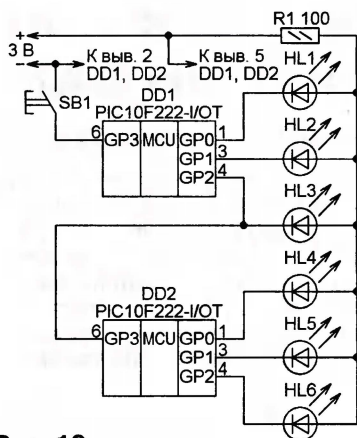 +
3 В
−
К выв. 2
DD1, DD2
К выв. 5
DD1, DD2
R1 100
SB1
DD1
PIC10F222-I/OT
6 GP3 MCU GP0 1
GP1 3
GP2 4
HL1
HL2
HL3
DD2
PIC10F222-I/OT
6 GP3 MCU GP0 1
GP1 3
GP2 4
HL4
HL5
HL6